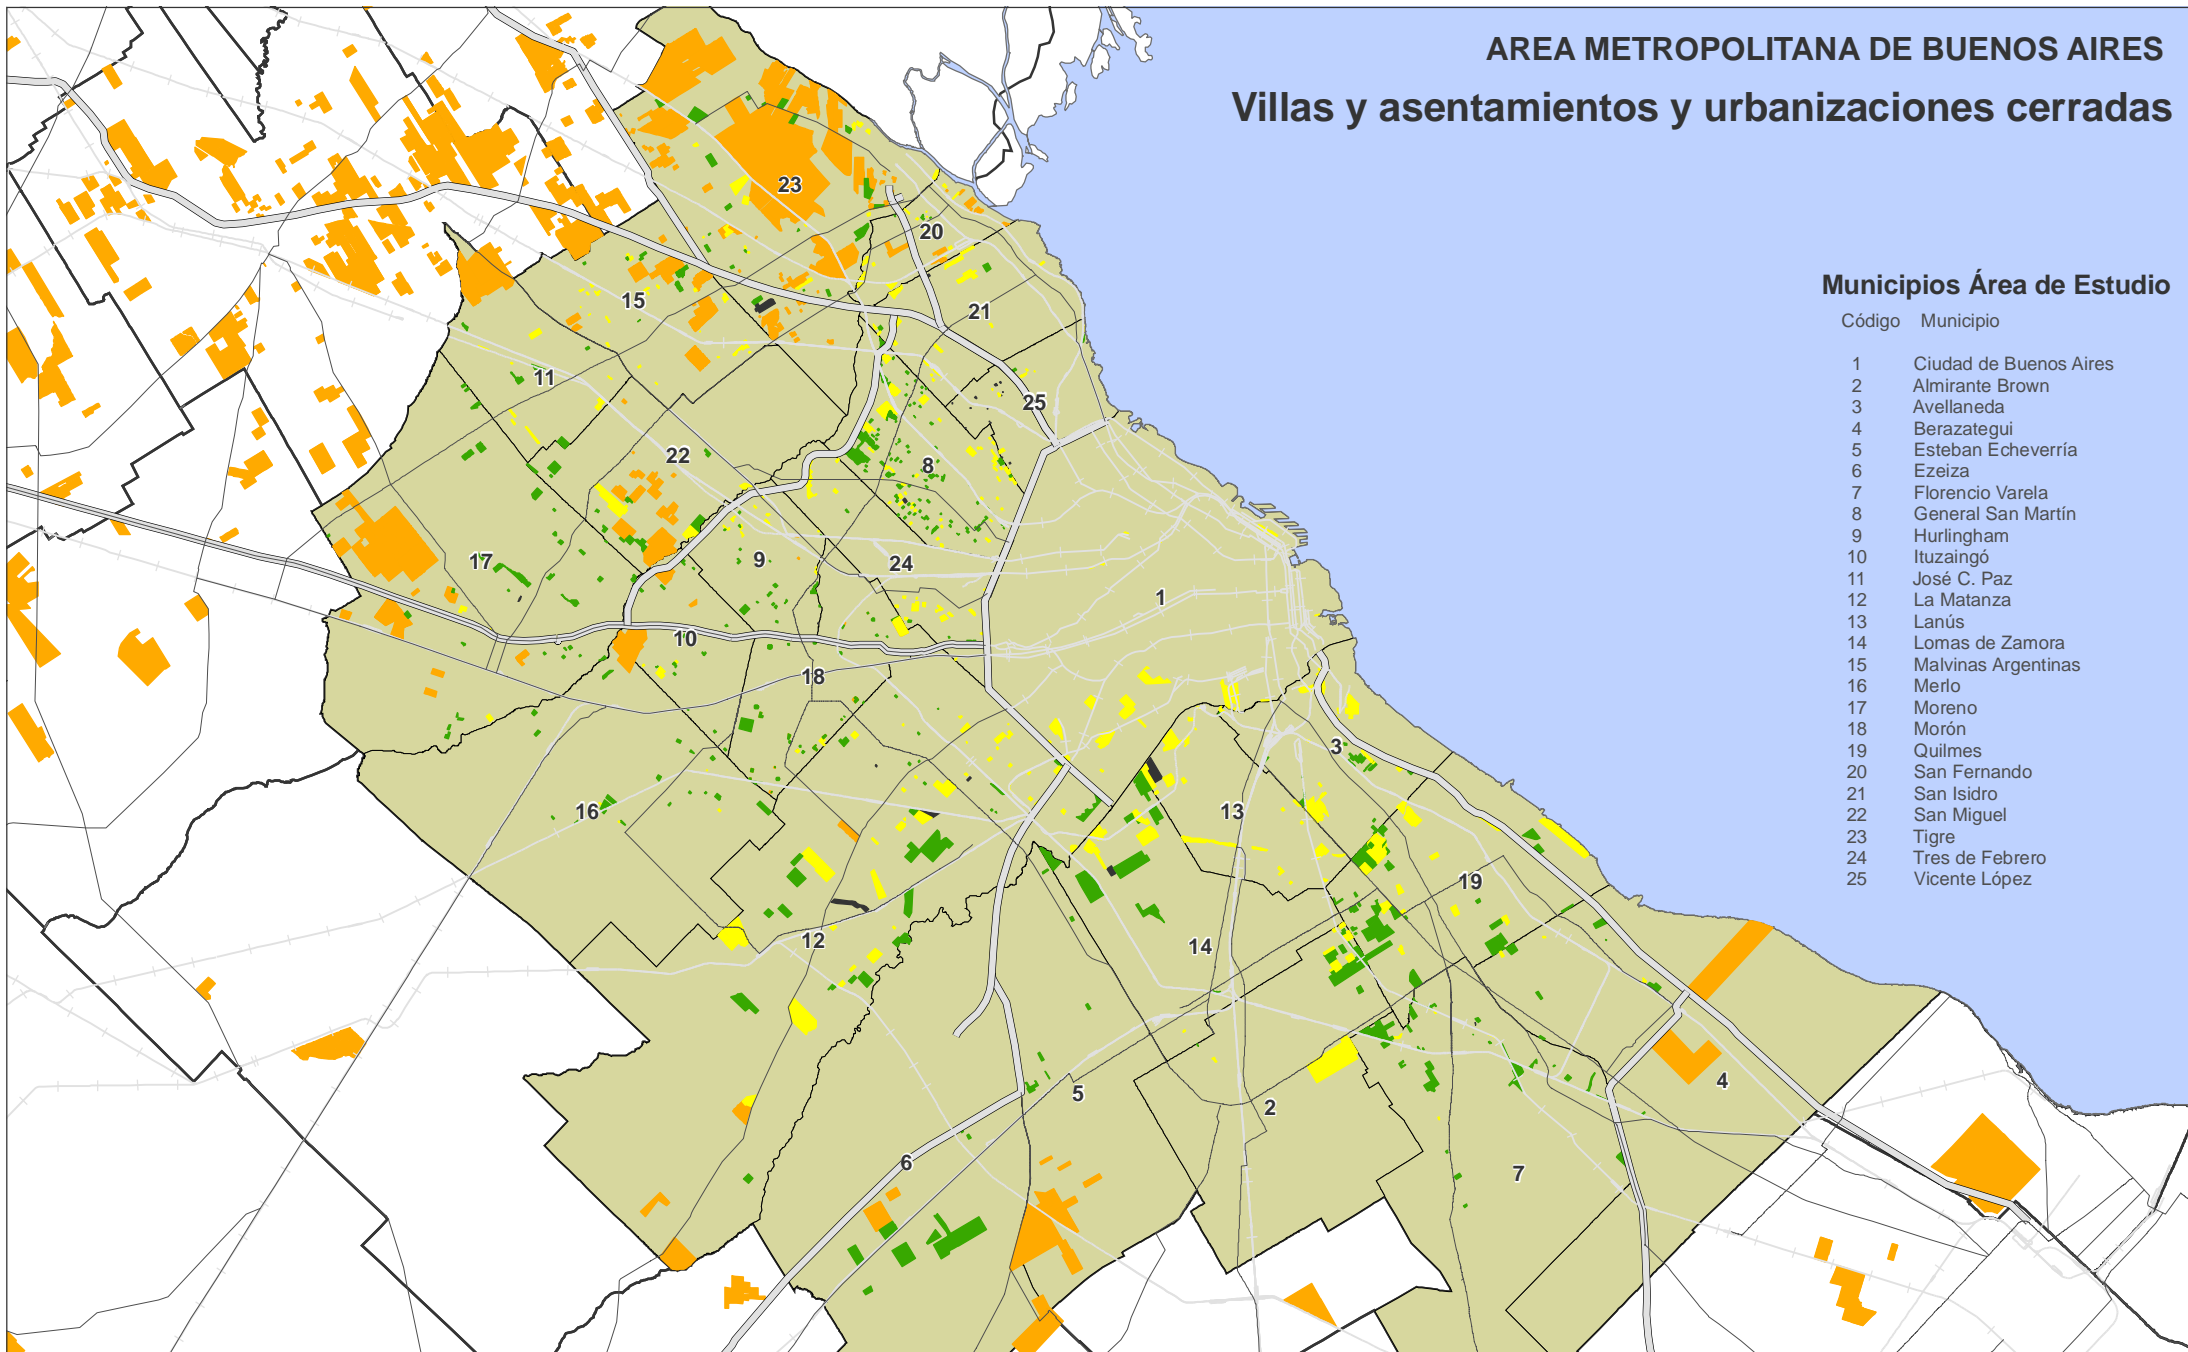 AREA METROPOLITANA DE BUENOS AIRES
Villas y asentamientos y urbanizaciones cerradas
Municipios Área de Estudio
Código Municipio
1 Ciudad de Buenos Aires
2 Almirante Brown
3 Avellaneda
4 Berazategui
5 Esteban Echeverría
6 Ezeiza
7 Florencio Varela
8 General San Martín
9 Hurlingham
10 Ituzaingó
11 José C. Paz
12 La Matanza
13 Lanús
14 Lomas de Zamora
15 Malvinas Argentinas
16 Merlo
17 Moreno
18 Morón
19 Quilmes
20 San Fernando
21 San Isidro
22 San Miguel
23 Tigre
24 Tres de Febrero
25 Vicente López
23
20
15
21
11
25
22
8
17
9
24
1
10
18
3
16
13
19
12
14
4
5
2
6
7